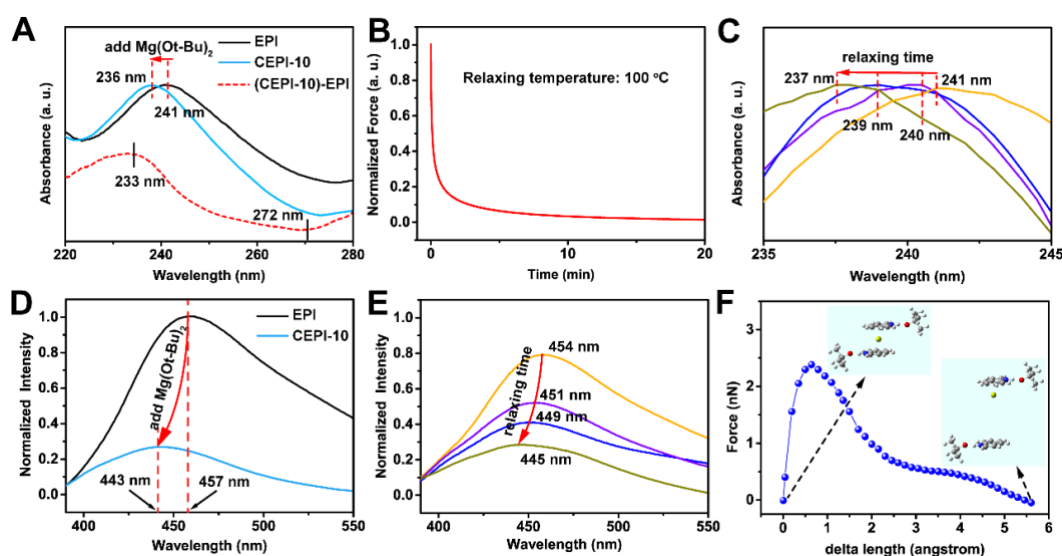 A
add Mg(Ot-Bu)2
EPI
CEPI-10
(CEPI-10)-EPI
236 nm
241 nm
233 nm
272 nm
Absorbance (a. u.)
220 240 260 280
Wavelength (nm)
B
Relaxing temperature: 100 °C
Normalized Force (a. u.)
1.0
0.8
0.6
0.4
0.2
0.0
0 10 20
Time (min)
C
relaxing time
237 nm
241 nm
239 nm
240 nm
Absorbance (a. u.)
235 240 245
Wavelength (nm)
D
EPI
CEPI-10
add Mg(Ot-Bu)2
443 nm
457 nm
Normalized Intensity
1.0
0.8
0.6
0.4
0.2
0.0
400 450 500 550
Wavelength (nm)
E
454 nm
relaxing time
451 nm
449 nm
445 nm
Normalized Intensity
1.0
0.8
0.6
0.4
0.2
0.0
400 450 500 550
Wavelength (nm)
F
Force (nN)
3
2
1
0
0 1 2 3 4 5 6
delta length (angstrom)